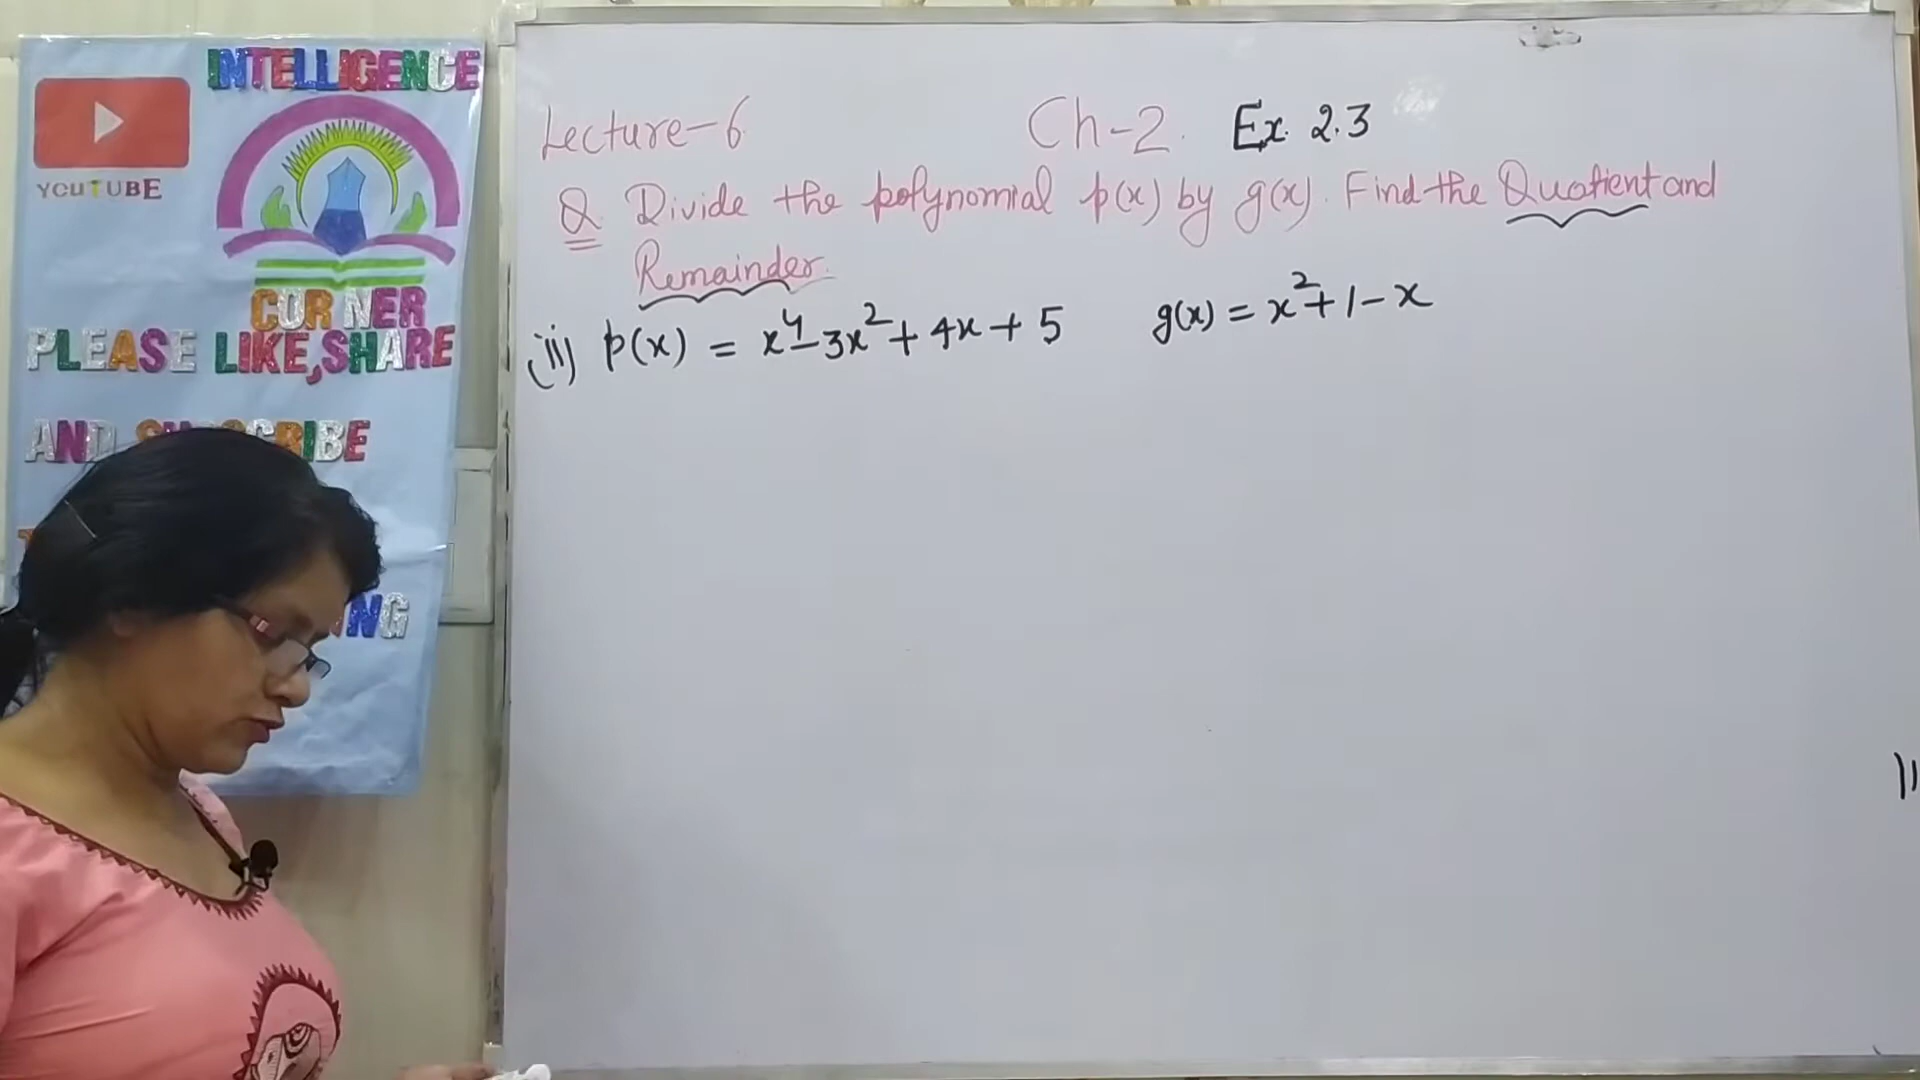 INTELLIGENCE
YOUTUBE
CORNER
PLEASE LIKE,SHARE
AND
NG
Lecture-6 Ch-2. Ex. 2.3
Q Divide the polynomial p(x) by g(x). Find the Quotient and
Remainder.
(ii) p(x) = x⁴-3x²+4x+5 g(x) = x²+1-x